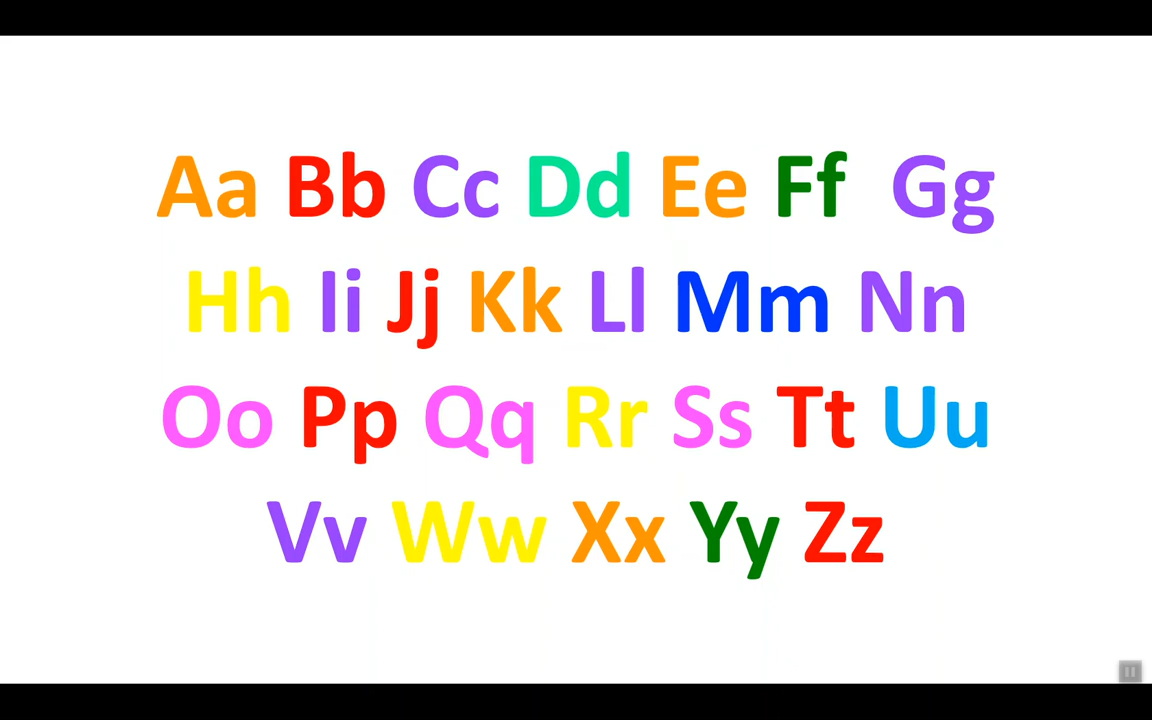 Aa Bb Cc Dd Ee Ff Gg
Hh Ii Jj Kk Ll Mm Nn
Oo Pp Qq Rr Ss Tt Uu
Vv Ww Xx Yy Zz